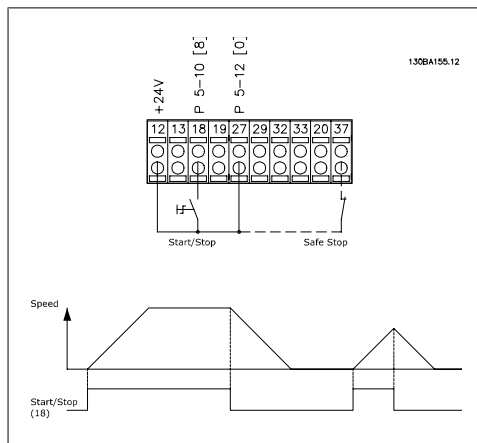 130BA155.12
+24V
P 5-10 [8]
P 5-12 [0]
12 13 18 19 27 29 32 33 20 37
Start/Stop
Safe Stop
Speed
Start/Stop
(18)